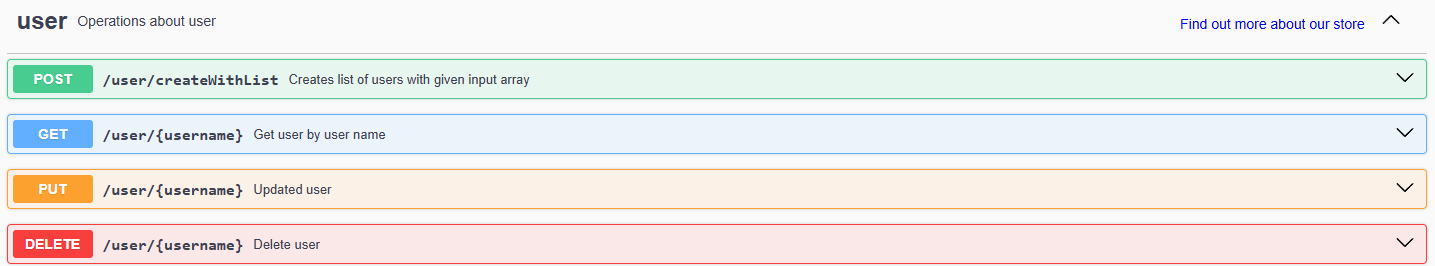 user Operations about user Find out more about our store
POST /user/createWithList Creates list of users with given input array
GET /user/{username} Get user by user name
PUT /user/{username} Updated user
DELETE /user/{username} Delete user